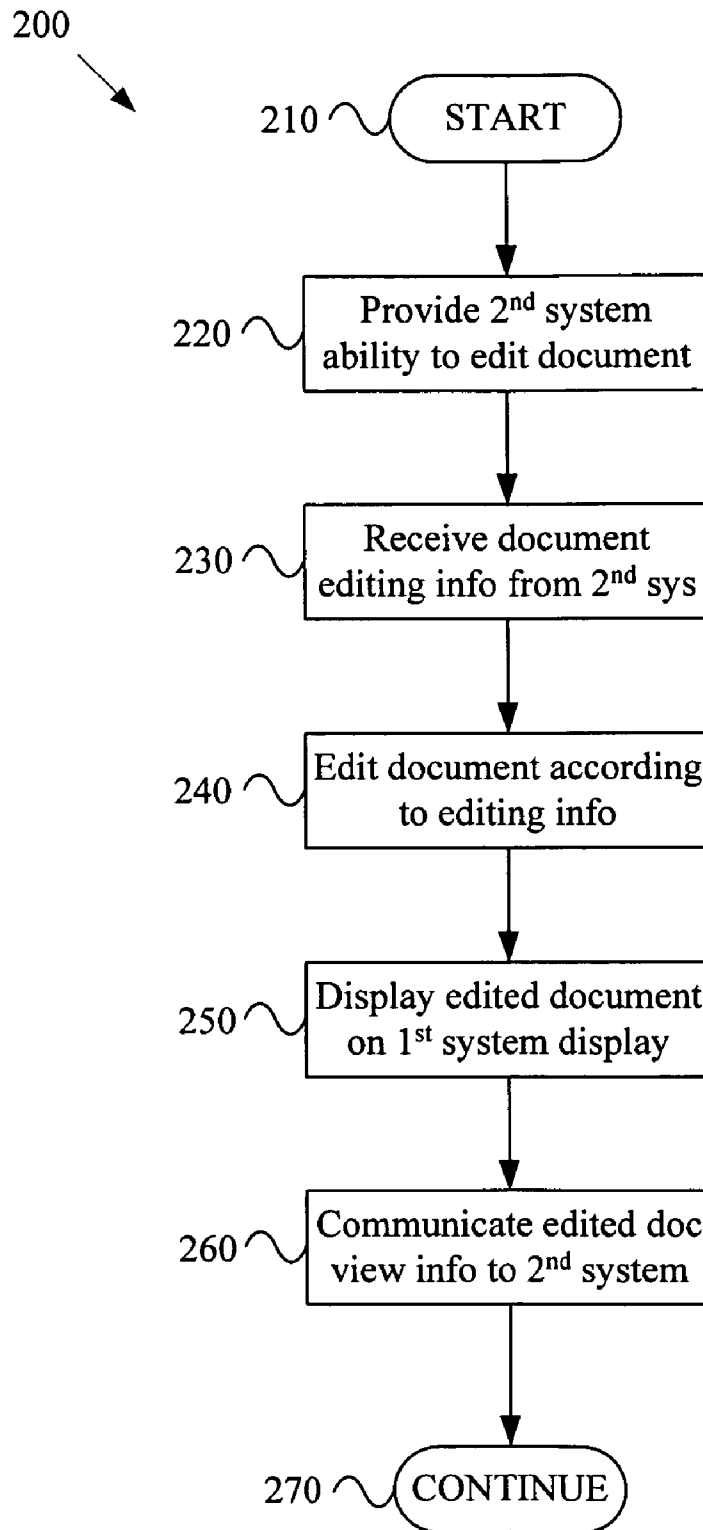 200
210
START
220
Provide 2nd system
ability to edit document
230
Receive document
editing info from 2nd sys
240
Edit document according
to editing info
250
Display edited document
on 1st system display
260
Communicate edited doc
view info to 2nd system
270
CONTINUE